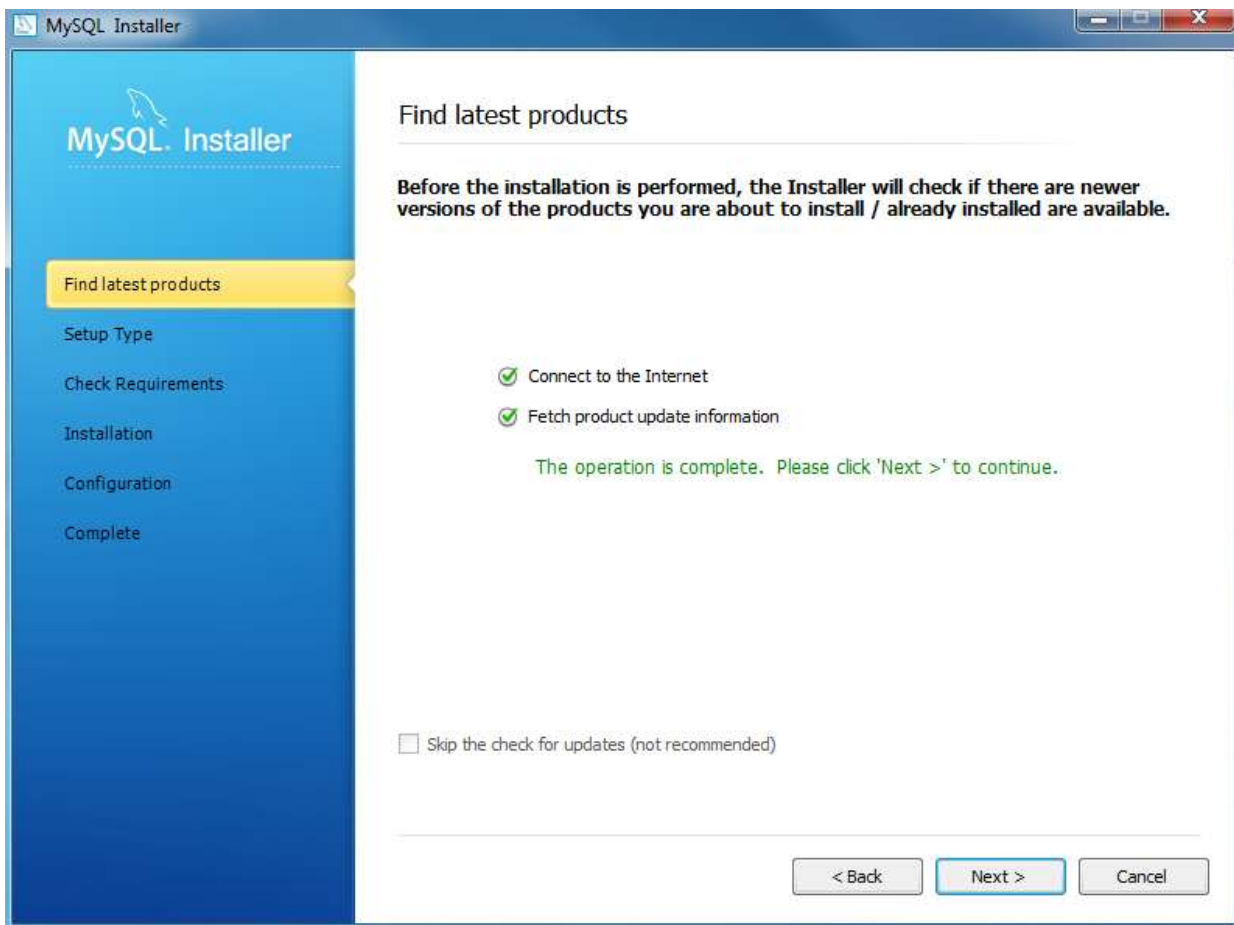 MySQL Installer
MySQL. Installer
Find latest products
Setup Type
Check Requirements
Installation
Configuration
Complete
Find latest products
Before the installation is performed, the Installer will check if there are newer
versions of the products you are about to install / already installed are available.
Connect to the Internet
Fetch product update information
The operation is complete. Please click 'Next >' to continue.
Skip the check for updates (not recommended)
< Back
Next >
Cancel